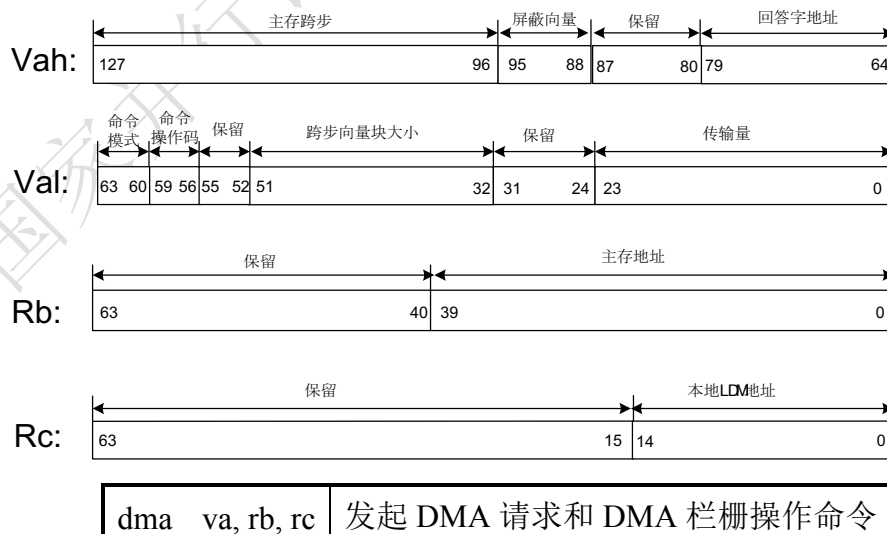 主存跨步 屏蔽向量 保留 回答字地址
Vah: 127 96 95 88 87 80 79 64
命令模式 命令操作码 保留 跨步向量块大小 保留 传输量
Val: 63 60 59 56 55 52 51 32 31 24 23 0
保留 主存地址
Rb: 63 40 39 0
保留 本地LDM地址
Rc: 63 15 14 0
dma va, rb, rc 发起 DMA 请求和 DMA 栏栅操作命令
国家并行